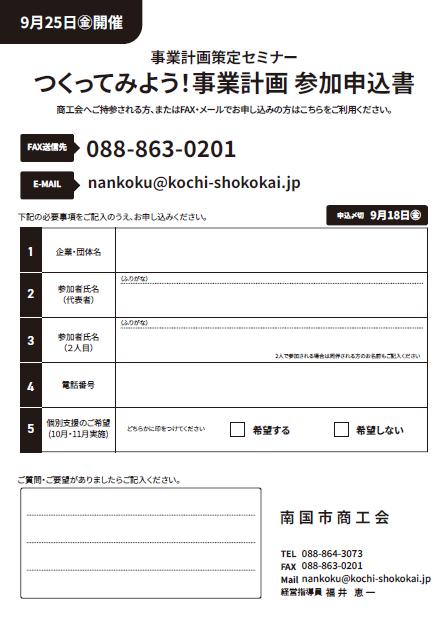 9月25日㊎開催
事業計画策定セミナー
つくってみよう！事業計画 参加申込書
商工会へご持参される方、またはFAX・メールでお申し込みの方はこちらをご利用ください。
FAX送信先 088-863-0201
E-MAIL nankoku@kochi-shokokai.jp
下記の必要事項をご記入のうえ、お申し込みください。
申込〆切 9月18日㊎
1 企業・団体名
2 参加者氏名
（代表者）
（ふりがな）
3 参加者氏名
（２人目）
（ふりがな）
2人で参加される場合は同伴される方のお名前もご記入ください
4 電話番号
5 個別支援のご希望
(10月・11月実施)
どちらかに印をつけてください
希望する
希望しない
ご質問・ご要望がありましたらご記入ください。
南国市商工会
TEL 088-864-3073
FAX 088-863-0201
Mail nankoku@kochi-shokokai.jp
経営指導員 福井 恵一